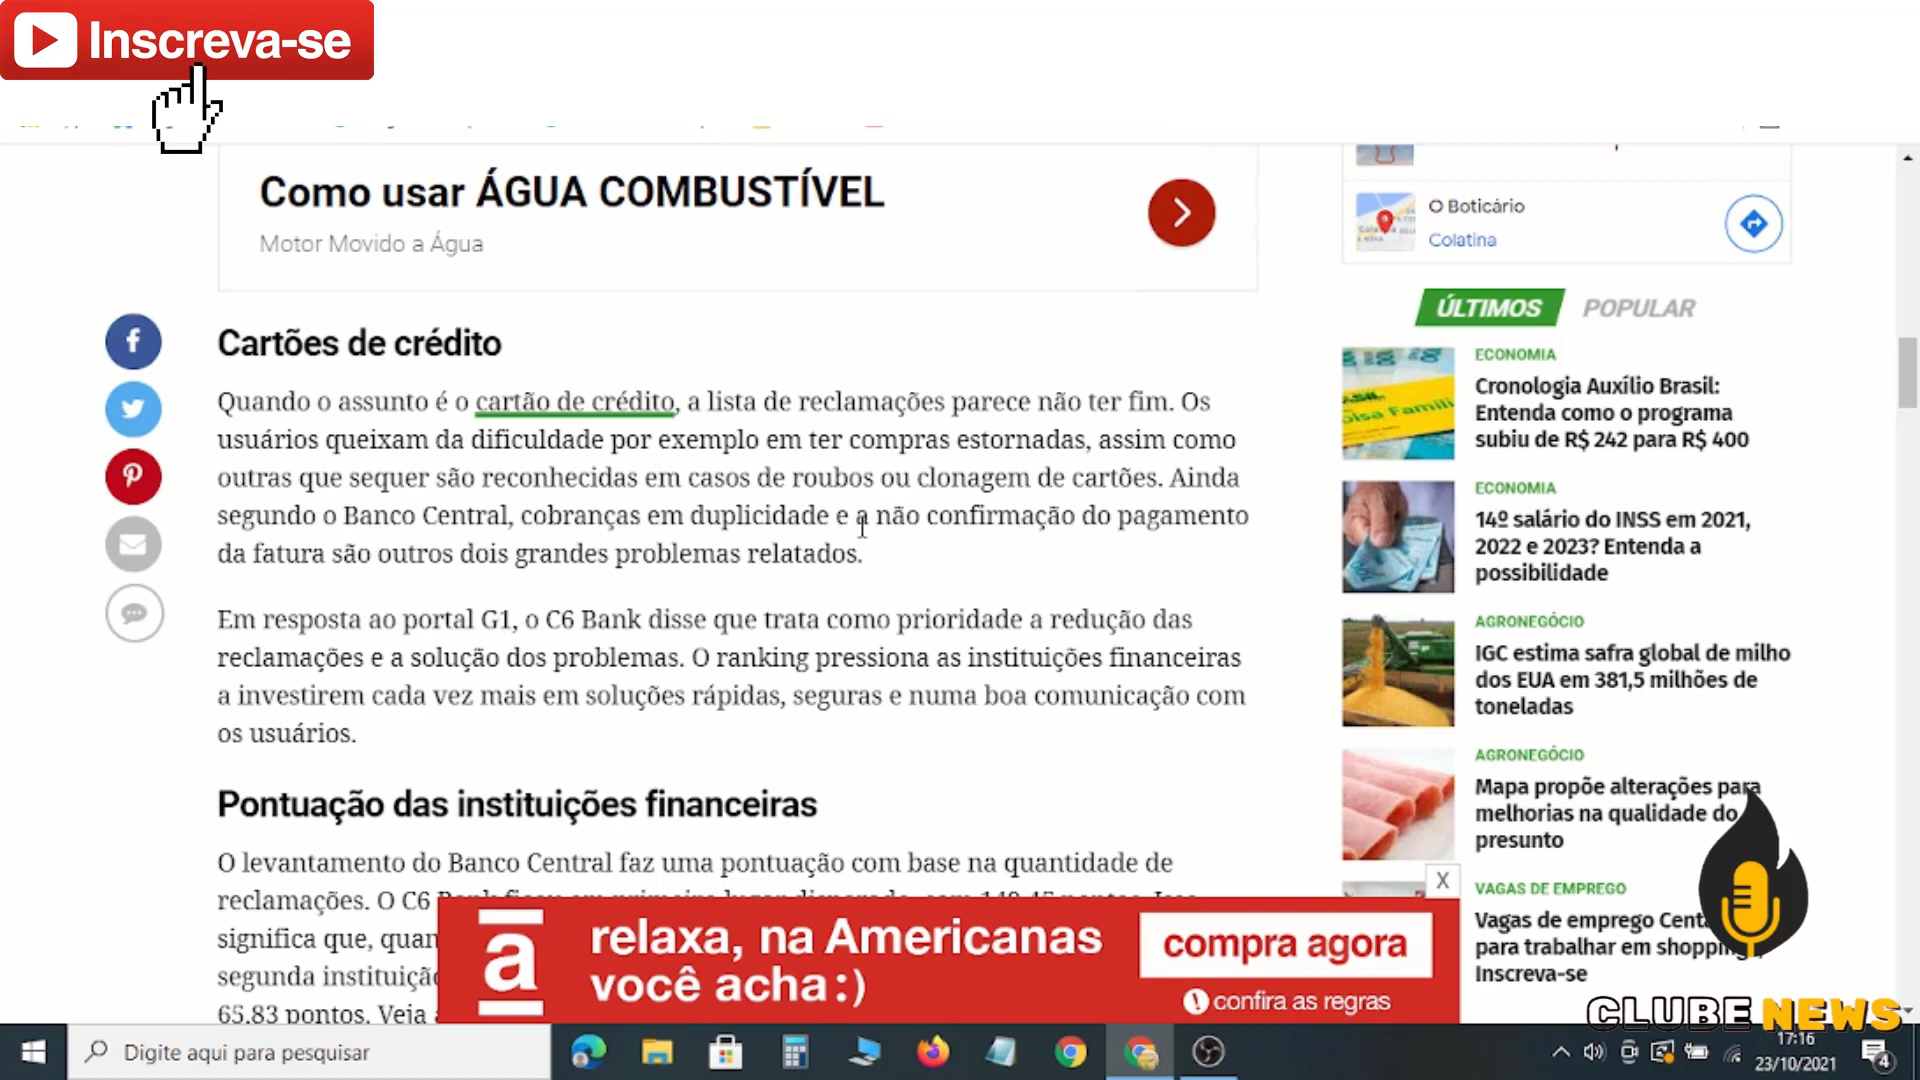 Inscreva-se
Como usar ÁGUA COMBUSTÍVEL
Motor Movido a Água
O Boticário
Colatina
ÚLTIMOS POPULAR
Cartões de crédito
Quando o assunto é o cartão de crédito, a lista de reclamações parece não ter fim. Os
usuários queixam da dificuldade por exemplo em ter compras estornadas, assim como
outras que sequer são reconhecidas em casos de roubos ou clonagem de cartões. Ainda
segundo o Banco Central, cobranças em duplicidade e a não confirmação do pagamento
da fatura são outros dois grandes problemas relatados.
Em resposta ao portal G1, o C6 Bank disse que trata como prioridade a redução das
reclamações e a solução dos problemas. O ranking pressiona as instituições financeiras
a investirem cada vez mais em soluções rápidas, seguras e numa boa comunicação com
os usuários.
Pontuação das instituições financeiras
O levantamento do Banco Central faz uma pontuação com base na quantidade de
reclamações. O C6
significa que, quan
segunda instituição
65,83 pontos. Veja
ECONOMIA
Cronologia Auxílio Brasil:
Entenda como o programa
subiu de R$ 242 para R$ 400
ECONOMIA
14º salário do INSS em 2021,
2022 e 2023? Entenda a
possibilidade
AGRONEGÓCIO
IGC estima safra global de milho
dos EUA em 381,5 milhões de
toneladas
AGRONEGÓCIO
Mapa propõe alterações para
melhorias na qualidade do
presunto
VAGAS DE EMPREGO
Vagas de emprego
para trabalhar em
Inscreva-se
X
a
relaxa, na Americanas
você acha:)
compra agora
confira as regras
CLUBE NEWS
Digite aqui para pesquisar
17:16
23/10/2021
4